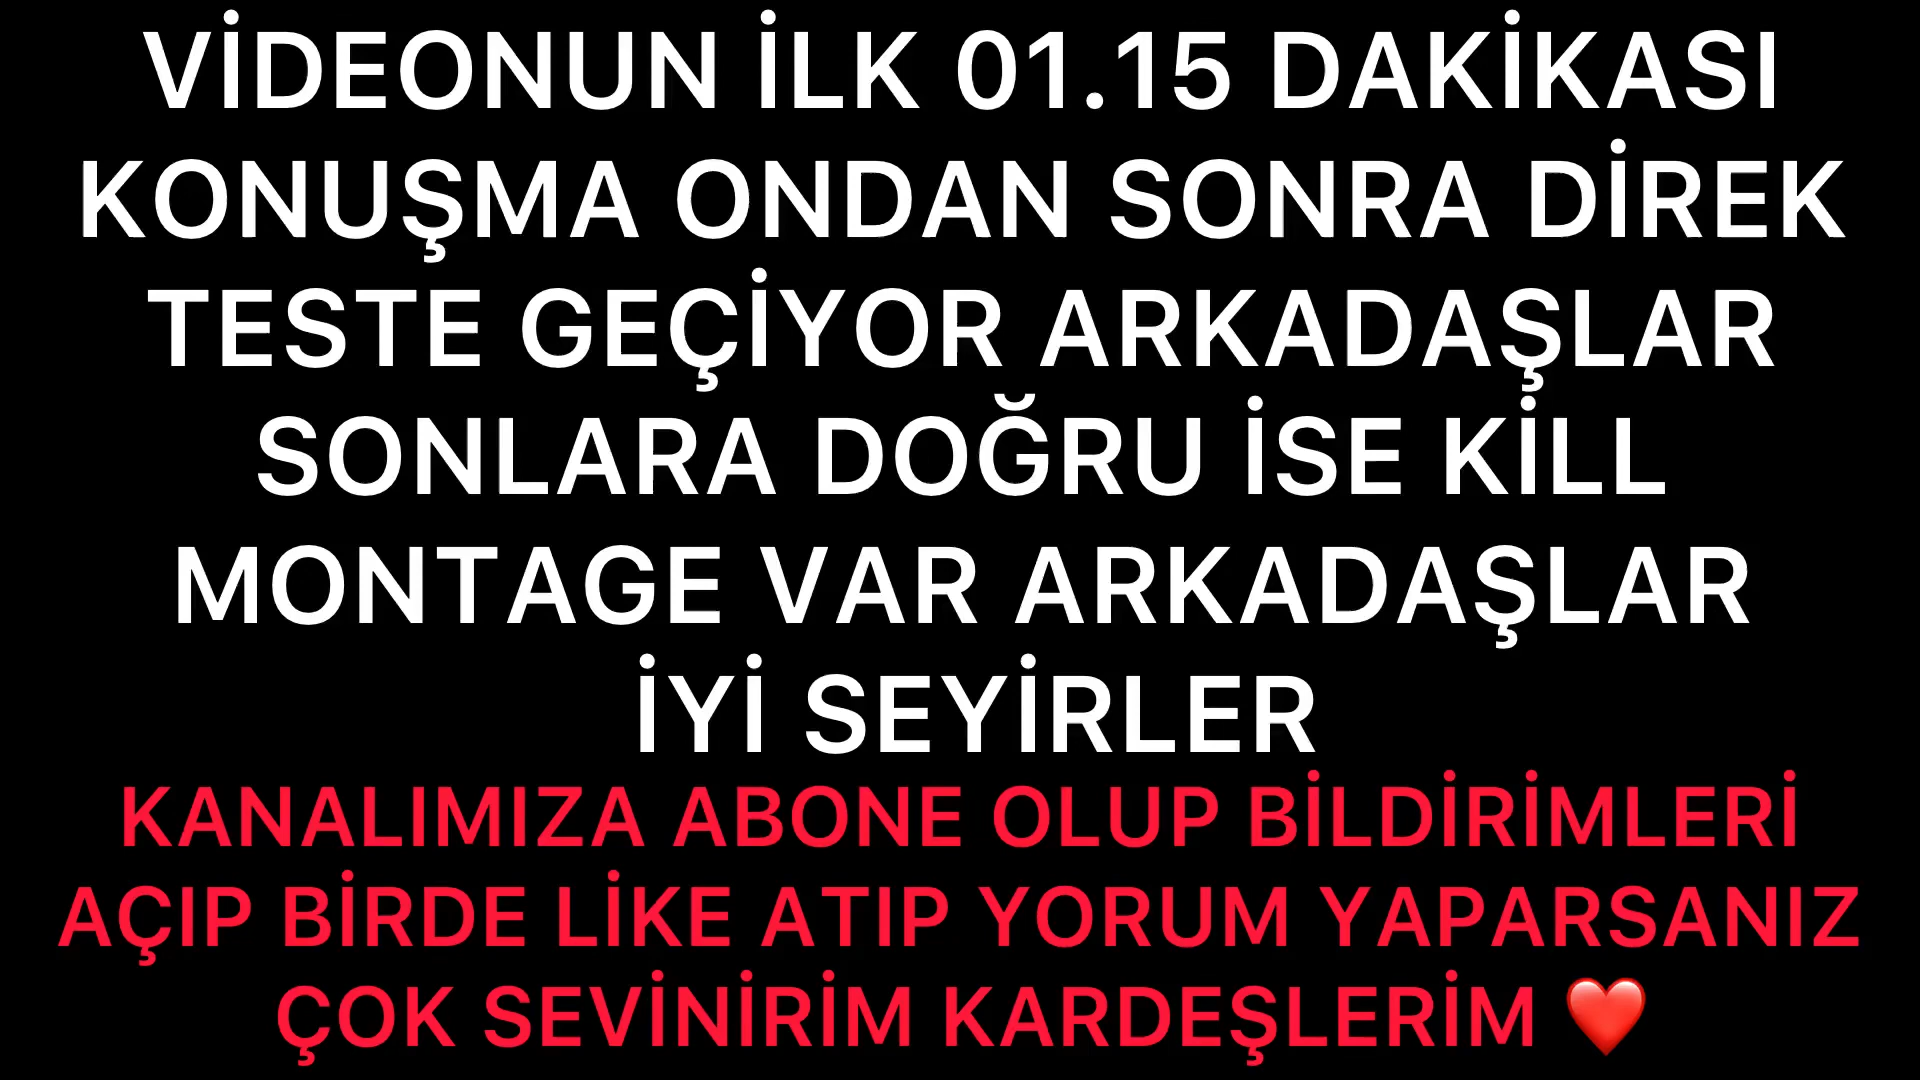 VİDEONUN İLK 01.15 DAKİKASI
KONUŞMA ONDAN SONRA DİREK
TESTE GEÇİYOR ARKADAŞLAR
SONLARA DOĞRU İSE KİLL
MONTAGE VAR ARKADAŞLAR
İYİ SEYİRLER
KANALIMIZA ABONE OLUP BİLDİRİMLERİ
AÇIP BİRDE LİKE ATIP YORUM YAPARSANIZ
ÇOK SEVİNİRİM KARDEŞLERİM ❤️